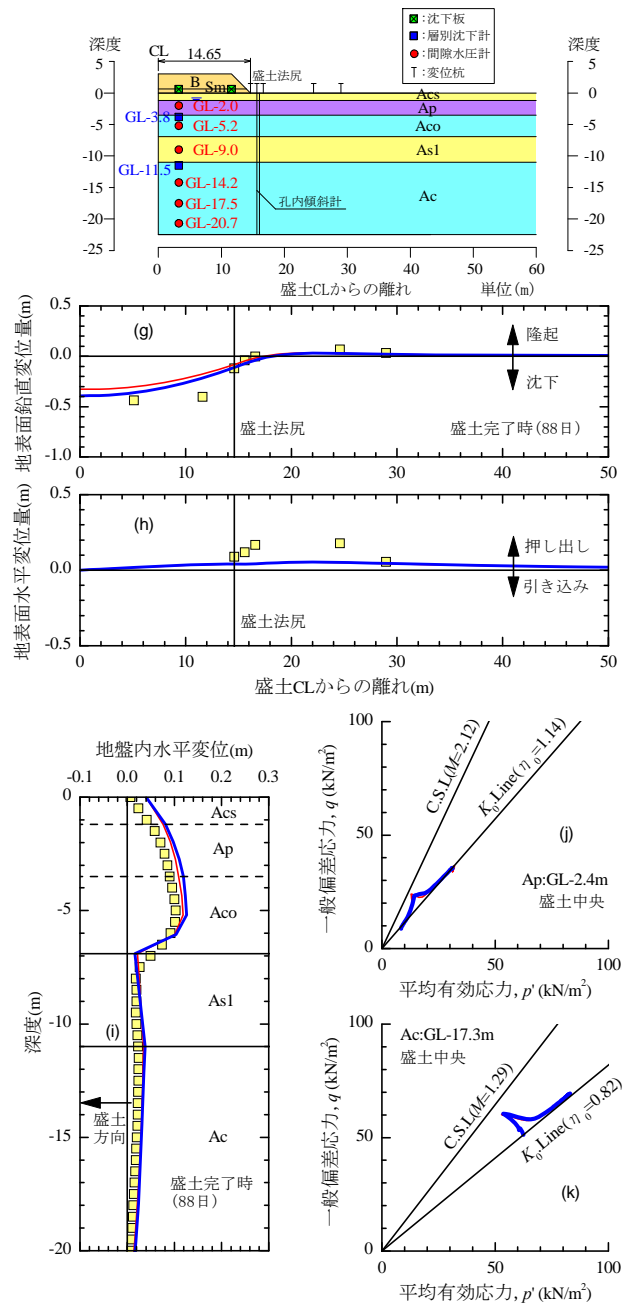 :沈下板
:層別沈下計
:間隙水圧計
:変位杭
深度
CL
14.65
盛土法尻
深度
5
0
-5
-10
-15
-20
-25
B
Sm
GL-2.0
GL-3.8
GL-5.2
GL-9.0
GL-11.5
GL-14.2
GL-17.5
GL-20.7
Acs
Ap
Aco
As1
Ac
孔内傾斜計
5
0
-5
-10
-15
-20
-25
0 10 20 30 40 50 60
盛土CLからの離れ 単位(m)
地表面鉛直変位量(m)
0.5
0.0
-0.5
-1.0
(g)
隆起
沈下
盛土法尻
盛土完了時(88日)
0 10 20 30 40 50
地表面水平変位量(m)
0.5
0.0
-0.5
(h)
押し出し
引き込み
盛土法尻
0 10 20 30 40 50
盛土CLからの離れ(m)
地盤内水平変位(m)
-0.1 0.0 0.1 0.2 0.3
深度(m)
0
-5
-10
-15
-20
Acs
Ap
Aco
As1
(i)
盛土
方向
Ac
盛土完了時
(88日)
一般偏差応力, q (kN/m²)
100
50
0
C.S.L(M=2.12)
K₀.Line(η₀=1.14)
(j)
Ap:GL-2.4m
盛土中央
0 50 100
平均有効応力, p' (kN/m²)
一般偏差応力, q (kN/m²)
100
50
0
Ac:GL-17.3m
盛土中央
C.S.L(M=1.29)
K₀.Line(η₀=0.82)
(k)
0 50 100
平均有効応力, p' (kN/m²)